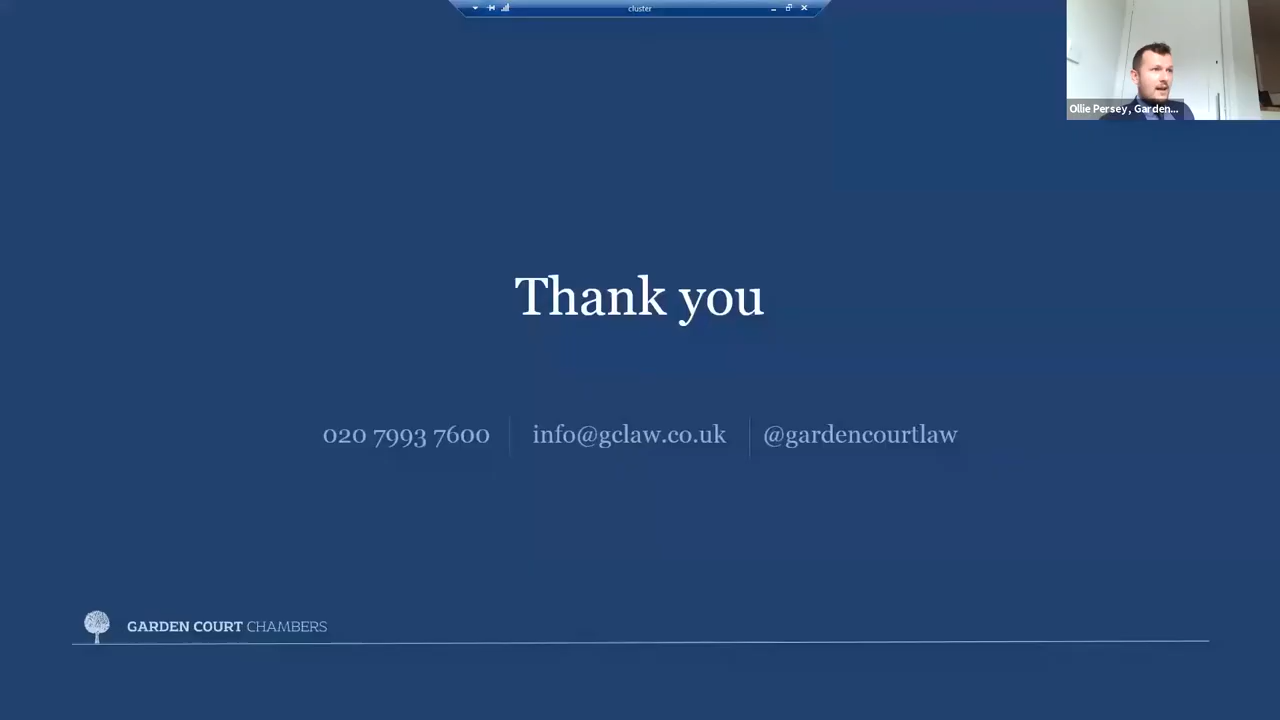 cluster
Ollie Persey, Garden...
Thank you
020 7993 7600
info@gclaw.co.uk
@gardencourtlaw
GARDEN COURT CHAMBERS